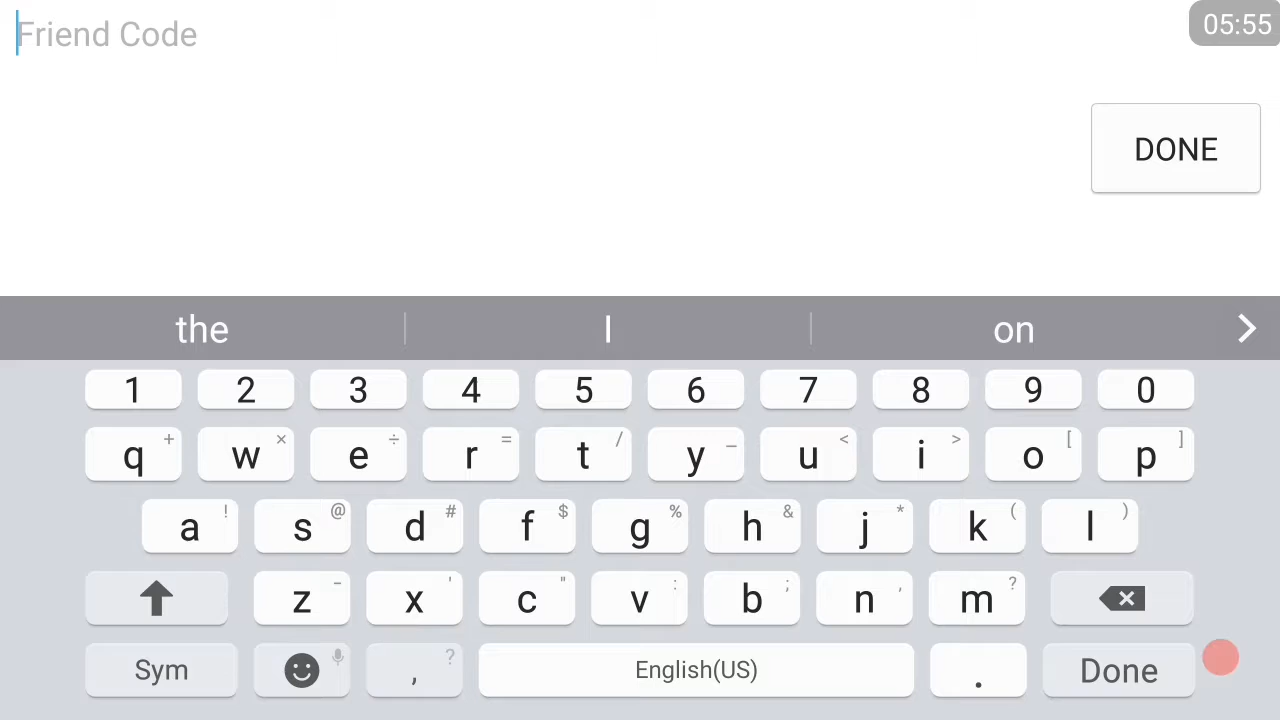 Friend Code
05:55
DONE
the I on
1 2 3 4 5 6 7 8 9 0
q + w × e ÷ r = t / y _ u < i > o [ p ]
a ! s @ d # f $ g % h & j * k ( l )
z - x ' c " v : b ; n , m ?
Sym , ? English(US) . Done